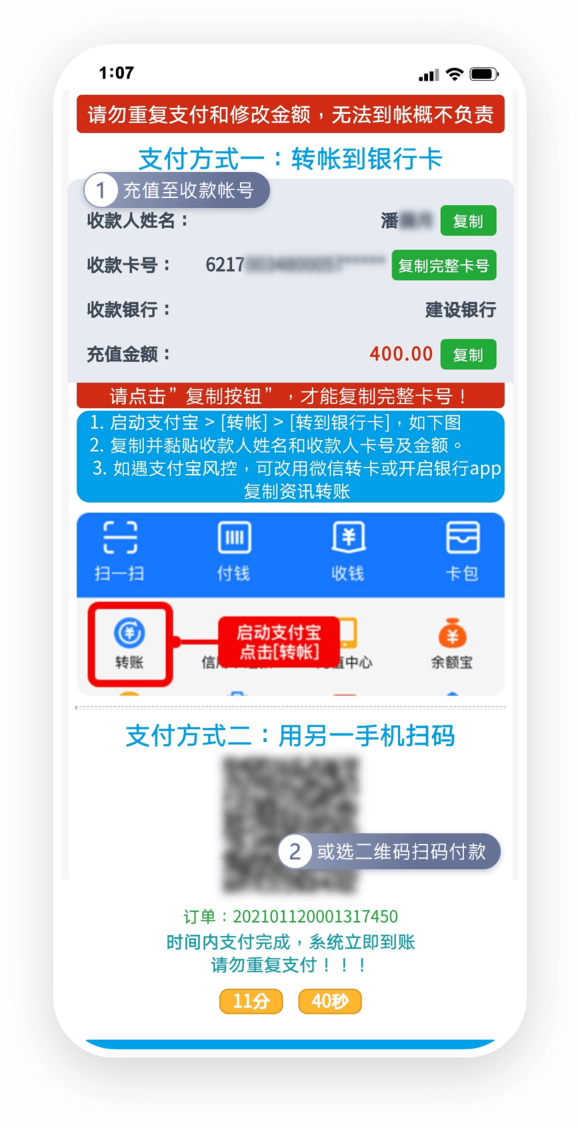 1:07
请勿重复支付和修改金额，无法到帐概不负责
支付方式一：转帐到银行卡
1 充值至收款帐号
收款人姓名： 潘 复制
收款卡号： 6217 复制完整卡号
收款银行： 建设银行
充值金额： 400.00 复制
请点击”复制按钮”，才能复制完整卡号！
1. 启动支付宝 > [转帐] > [转到银行卡]，如下图
2. 复制并黏贴收款人姓名和收款人卡号及金额。
3. 如遇支付宝风控，可改用微信转卡或开启银行app
复制资讯转账
扫一扫 付钱 收钱 卡包
启动支付宝
点击[转帐]
转账 信 值中心 余额宝
支付方式二：用另一手机扫码
2 或选二维码扫码付款
订单：202101120001317450
时间内支付完成，系统立即到账
请勿重复支付！！！
11分 40秒